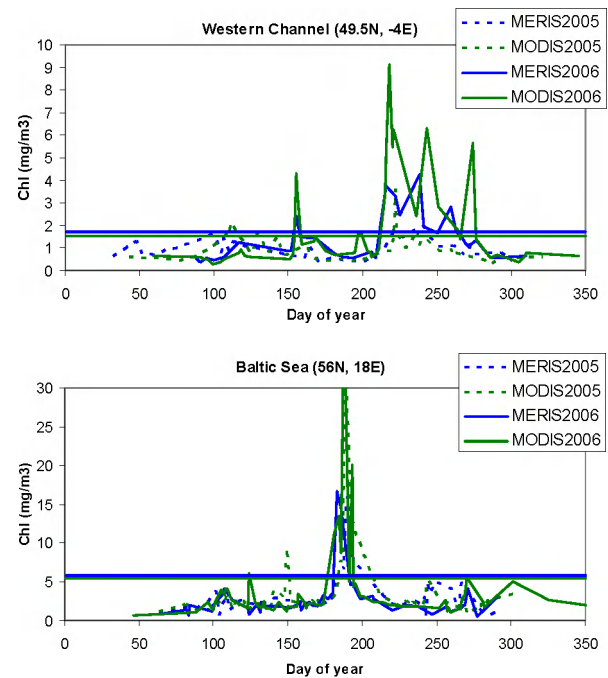 Western Channel (49.5N, -4E)
MERIS2005
MODIS2005
MERIS2006
MODIS2006
Chl (mg/m3)
10
9
8
7
6
5
4
3
2
1
0
0 50 100 150 200 250 300 350
Day of year
Baltic Sea (56N, 18E)
MERIS2005
MODIS2005
MERIS2006
MODIS2006
Chl (mg/m3)
30
25
20
15
10
5
0
0 50 100 150 200 250 300 350
Day of year